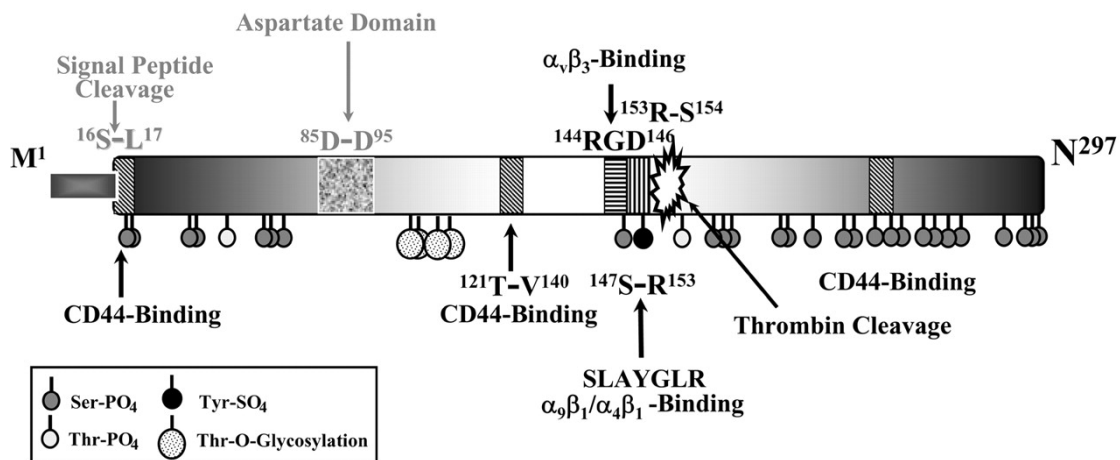 Aspartate Domain
Signal Peptide
Cleavage
αvβ3-Binding
153R-S154
16S-L17
85D-D95
144RGD146
M1
N297
121T-V140
147S-R153
CD44-Binding
CD44-Binding
CD44-Binding
Thrombin Cleavage
SLAYGLR
α9β1/α4β1 -Binding
Ser-PO4
Tyr-SO4
Thr-PO4
Thr-O-Glycosylation